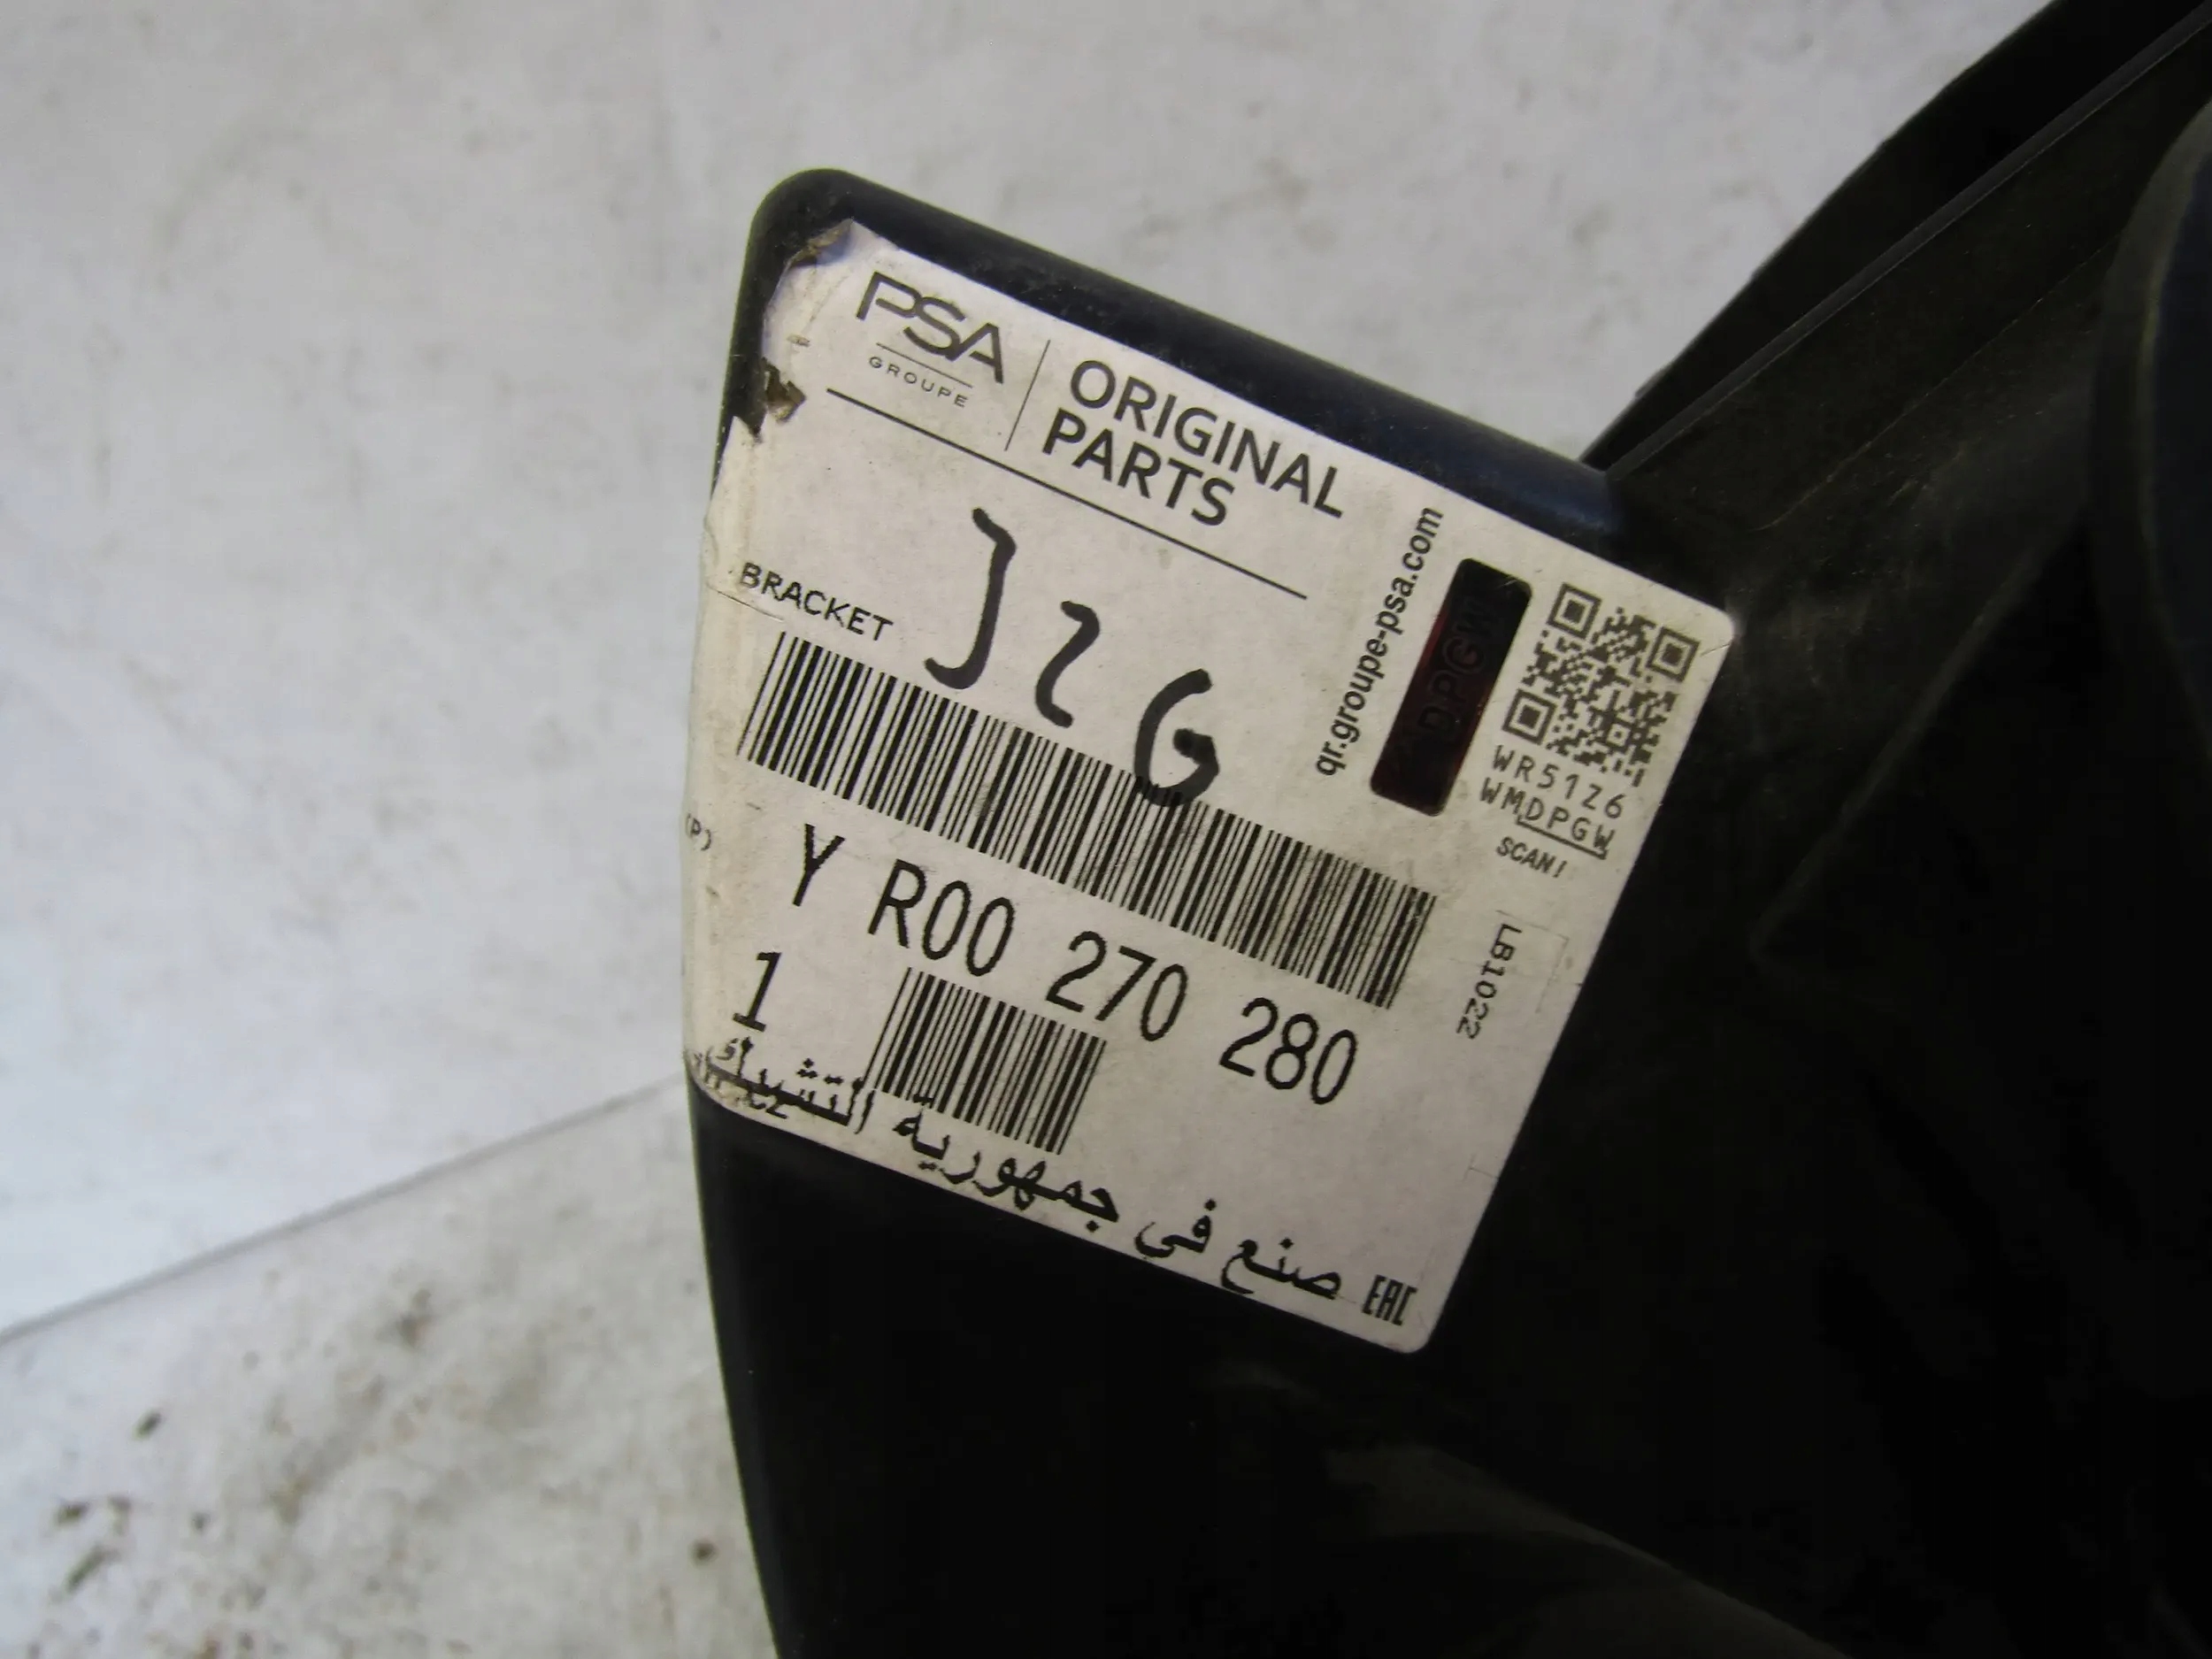 PSA
GROUPE
ORIGINAL
PARTS
BRACKET
qr.groupe-psa.com
DPGW
WR51Z6
WMDPGW
SCAN!
(P)
Y R00 270 280
1
LB1022
صنع في جمهورية التشيك
EAC